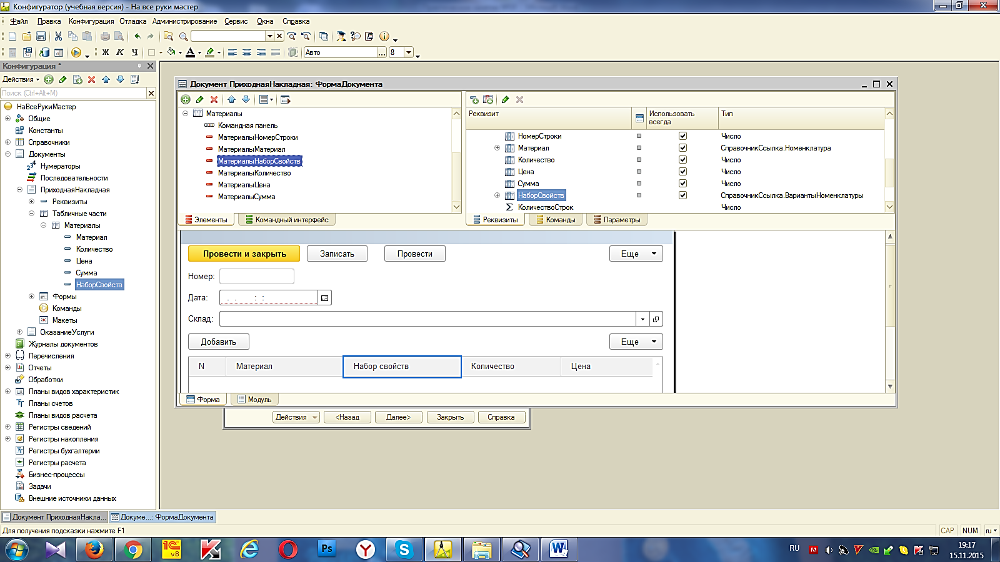 Конфигуратор (учебная версия) - На все руки мастер
Файл Правка Конфигурация Отладка Администрирование Сервис Окна Справка
Ж К Ч А Авто ... 8
Конфигурация *
Действия
Поиск (Ctrl+Alt+M)
НаВсеРукиМастер
Общие
Константы
Справочники
Документы
Нумераторы
Последовательности
ПриходнаяНакладная
Реквизиты
Табличные части
Материалы
Материал
Количество
Цена
Сумма
НаборСвойств
Формы
Команды
Макеты
ОказаниеУслуги
Журналы документов
Перечисления
Отчеты
Обработки
Планы видов характеристик
Планы счетов
Планы видов расчета
Регистры сведений
Регистры накопления
Регистры бухгалтерии
Регистры расчета
Бизнес-процессы
Задачи
Внешние источники данных
Документ ПриходнаяНакладная: ФормаДокумента
Материалы
Командная панель
МатериалыНомерСтроки
МатериалыМатериал
МатериалыНаборСвойств
МатериалыКоличество
МатериалыЦена
МатериалыСумма
Элементы Командный интерфейс
Реквизит Использовать всегда Тип
НомерСтроки Число
Материал СправочникСсылка.Номенклатура
Количество Число
Цена Число
Сумма Число
НаборСвойств СправочникСсылка.ВариантыНоменклатуры
КоличествоСтрок Число
Реквизиты Команды Параметры
Провести и закрыть Записать Провести Еще
Номер:
Дата: . . : :
Склад:
Добавить Еще
N Материал Набор свойств Количество Цена
Форма Модуль
Действия <Назад Далее> Закрыть Справка
Документ ПриходнаяНакла... Докуме...: ФормаДокумента
Для получения подсказки нажмите F1 CAP NUM ru
1С v8 Ps RU 19:17
15.11.2015